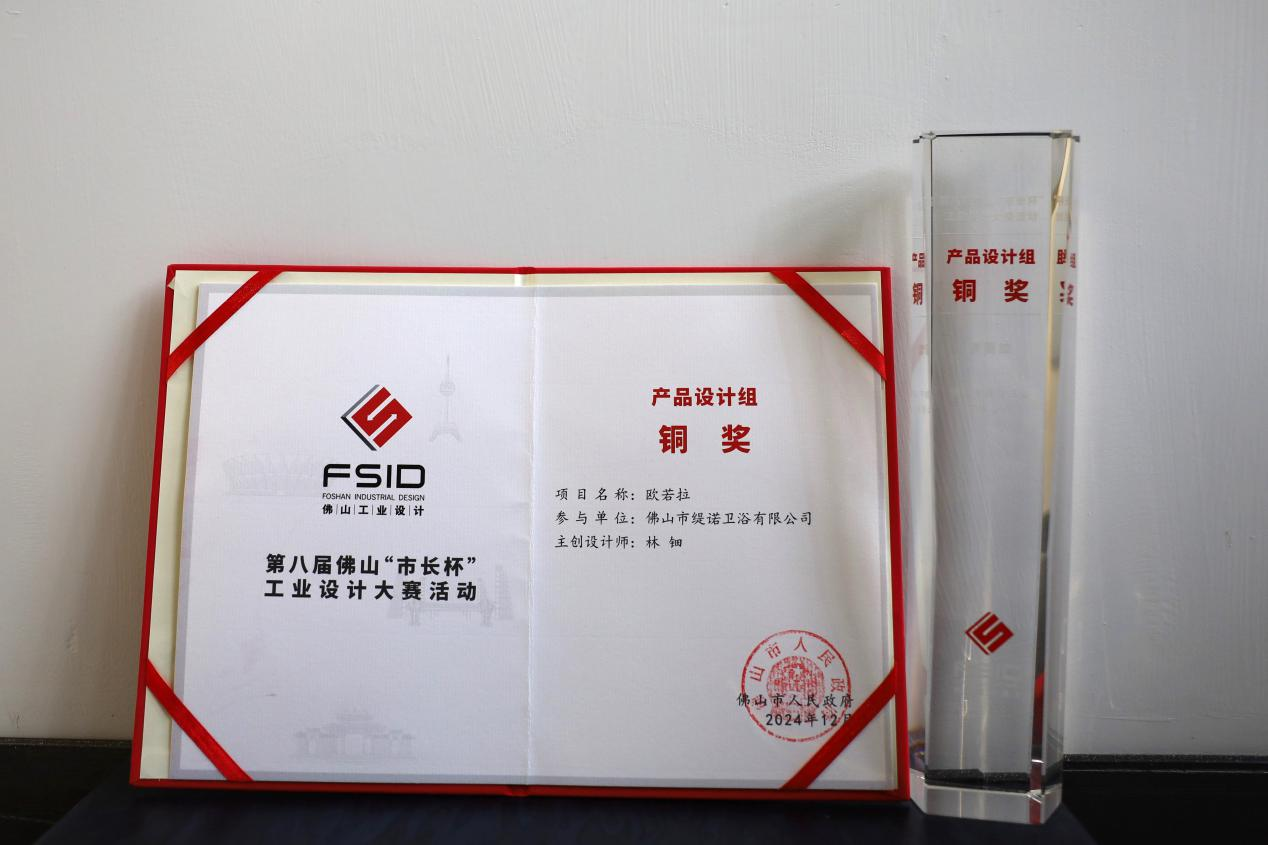 FSID
FOSHAN INDUSTRIAL DESIGN
佛|山|工|业|设|计
第八届佛山“市长杯”
工业设计大赛活动
产品设计组
铜 奖
项目名称：欧若拉
参与单位：佛山市缇诺卫浴有限公司
主创设计师：林 钿
山市人民政
佛山市人民政府
2024年12月
产品设计组
铜 奖